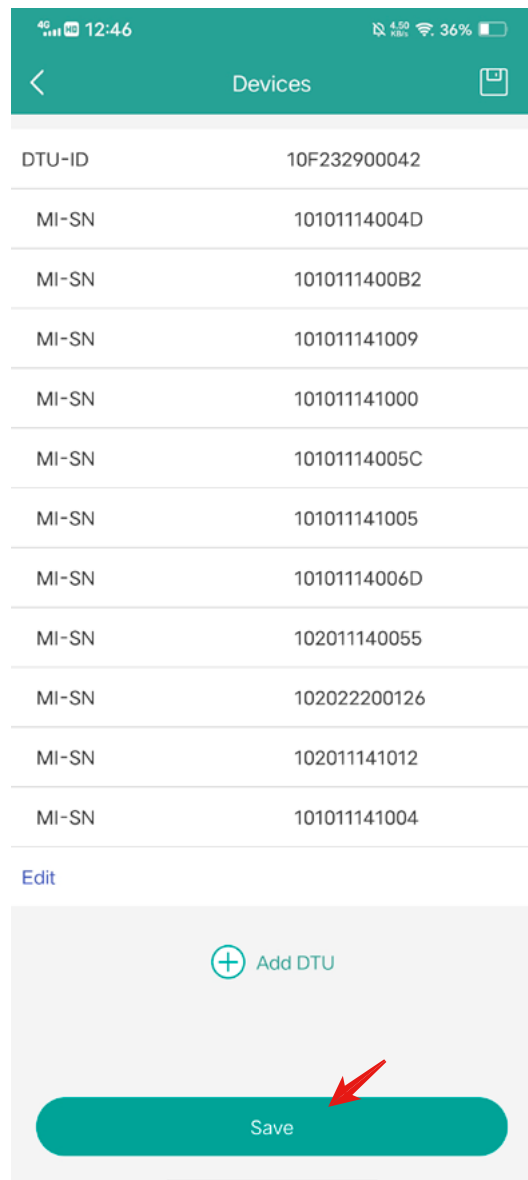 4G HD 12:46 4.50 KB/s 36%
Devices
DTU-ID 10F232900042
MI-SN 10101114004D
MI-SN 1010111400B2
MI-SN 101011141009
MI-SN 101011141000
MI-SN 10101114005C
MI-SN 101011141005
MI-SN 10101114006D
MI-SN 102011140055
MI-SN 102022200126
MI-SN 102011141012
MI-SN 101011141004
Edit
Add DTU
Save